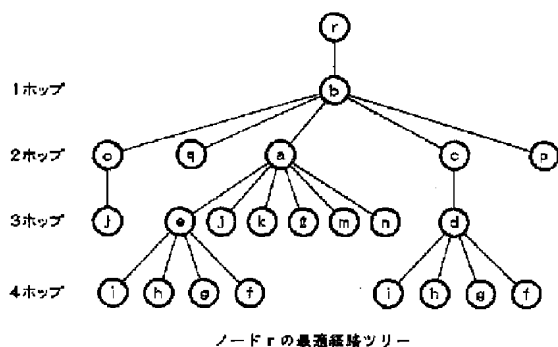 r
1ホップ b
2ホップ o q a c p
3ホップ j e j k ℓ m n d
4ホップ i h g f i h g f
ノード r の最適経路ツリー